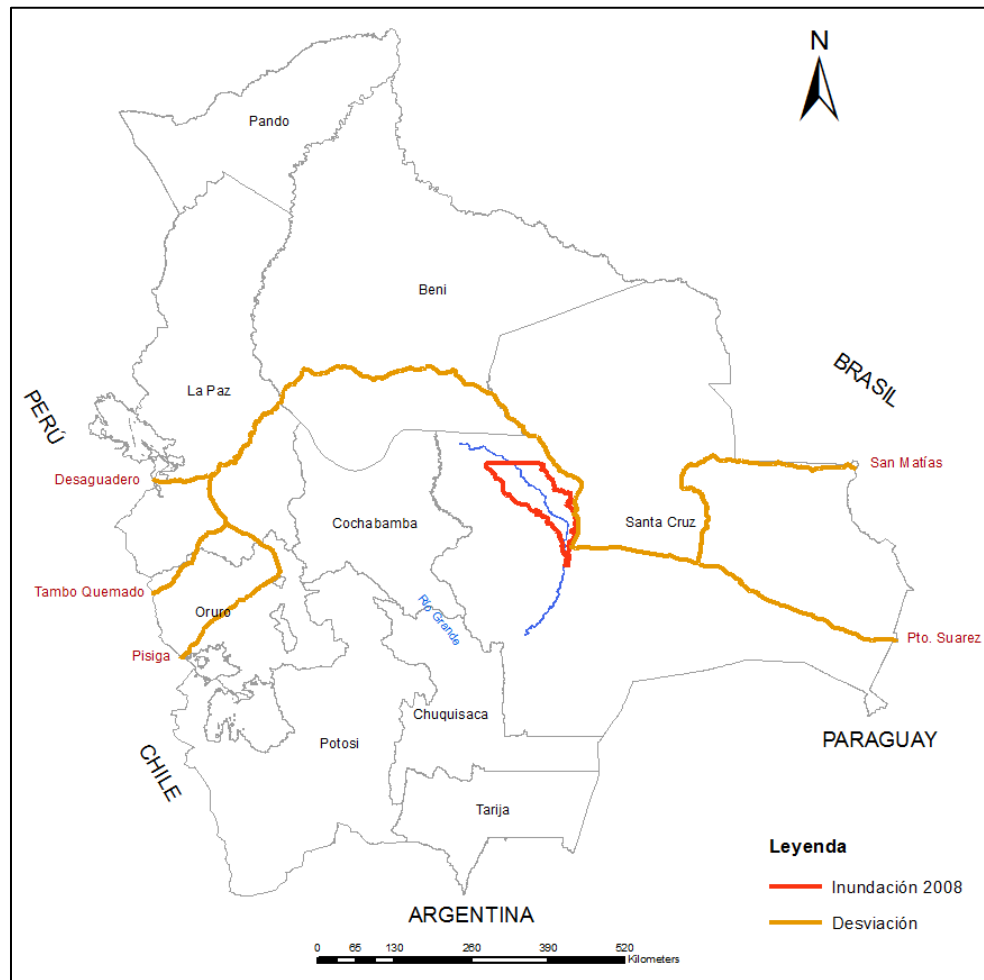 N
Pando
Beni
La Paz
BRASIL
PERÚ
Desaguadero
San Matías
Cochabamba
Santa Cruz
Tambo Quemado
Oruro
Río Grande
Pisiga
Pto. Suarez
Chuquisaca
Potosi
PARAGUAY
CHILE
Tarija
Leyenda
Inundación 2008
Desviación
ARGENTINA
0 65 130 260 390 520
Kilometers